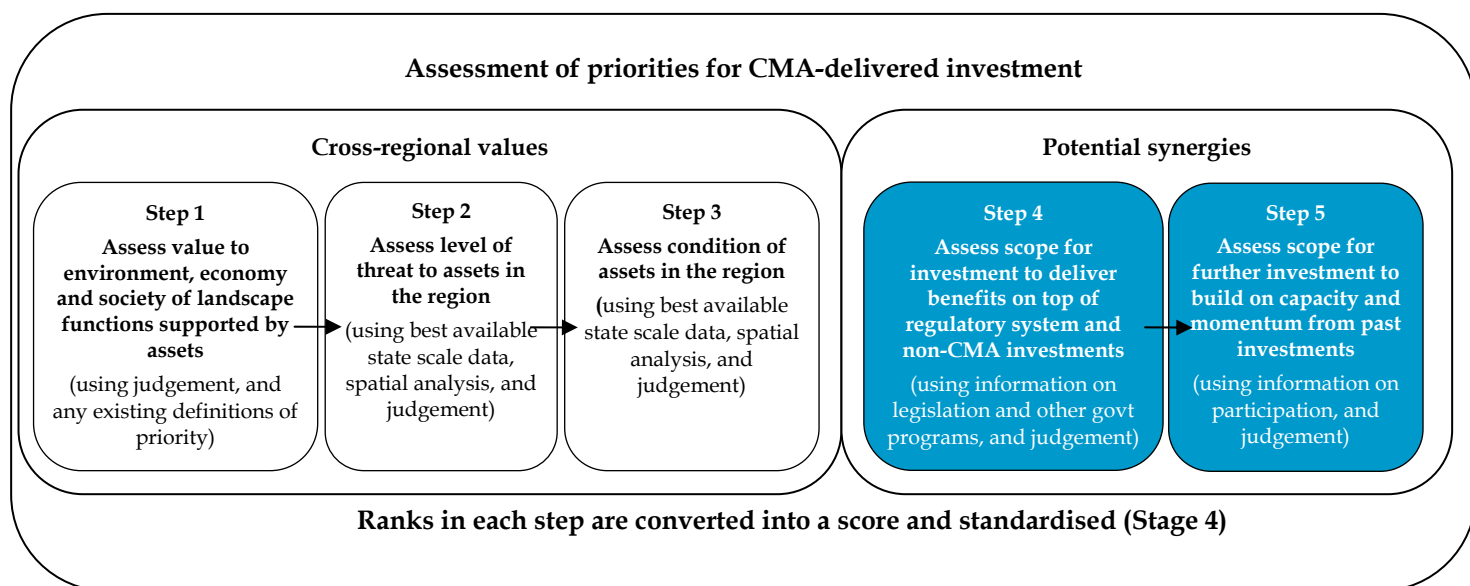 Assessment of priorities for CMA-delivered investment
Cross-regional values
Step 1
Assess value to
environment, economy
and society of landscape
functions supported by
assets
(using judgement, and
any existing definitions of
priority)
Step 2
Assess level of
threat to assets in
the region
(using best available
state scale data,
spatial analysis, and
judgement)
Step 3
Assess condition of
assets in the region
(using best available
state scale data, spatial
analysis, and
judgement)
Potential synergies
Step 4
Assess scope for
investment to deliver
benefits on top of
regulatory system and
non-CMA investments
(using information on
legislation and other govt
programs, and judgement)
Step 5
Assess scope for
further investment to
build on capacity and
momentum from past
investments
(using information on
participation, and
judgement)
Ranks in each step are converted into a score and standardised (Stage 4)